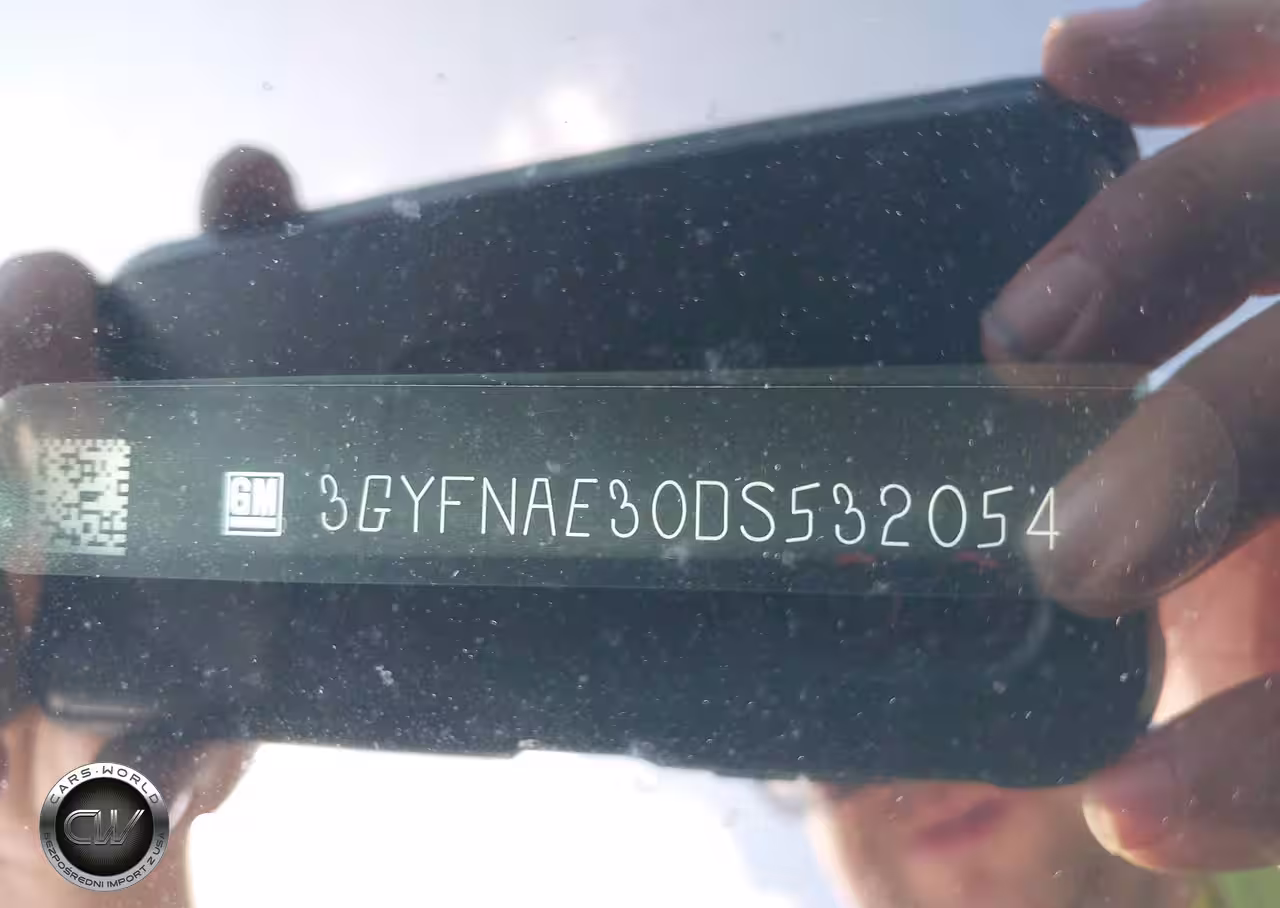 GM 3GYFNAE30DS532054
CARS·WORLD
CW
BEZPOŚREDNI IMPORT Z USA